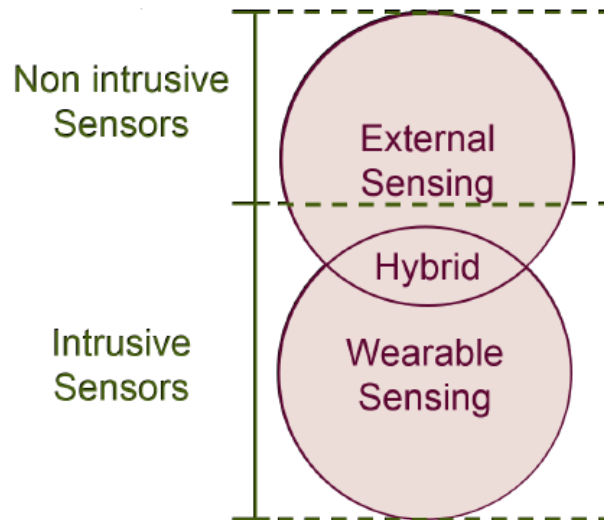 Non intrusive
Sensors
External
Sensing
Hybrid
Intrusive
Sensors
Wearable
Sensing